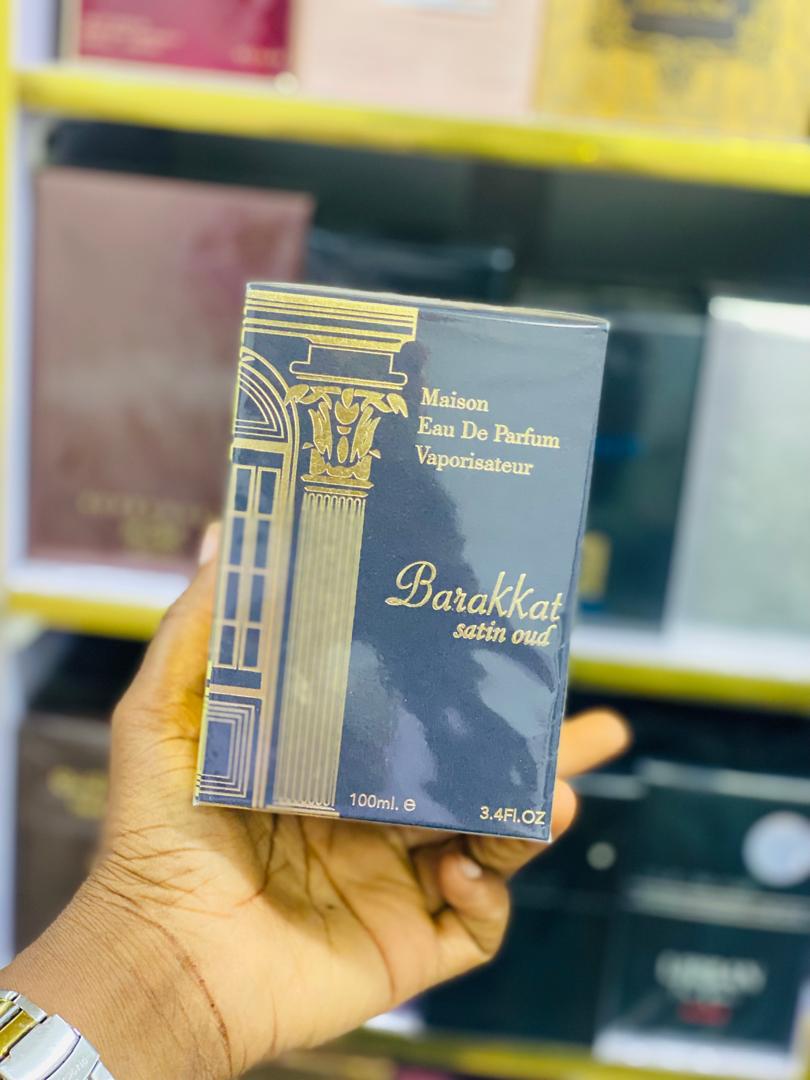 Maison
Eau De Parfum
Vaporisateur
Barakkat
satin oud
100ml. e
3.4Fl.OZ